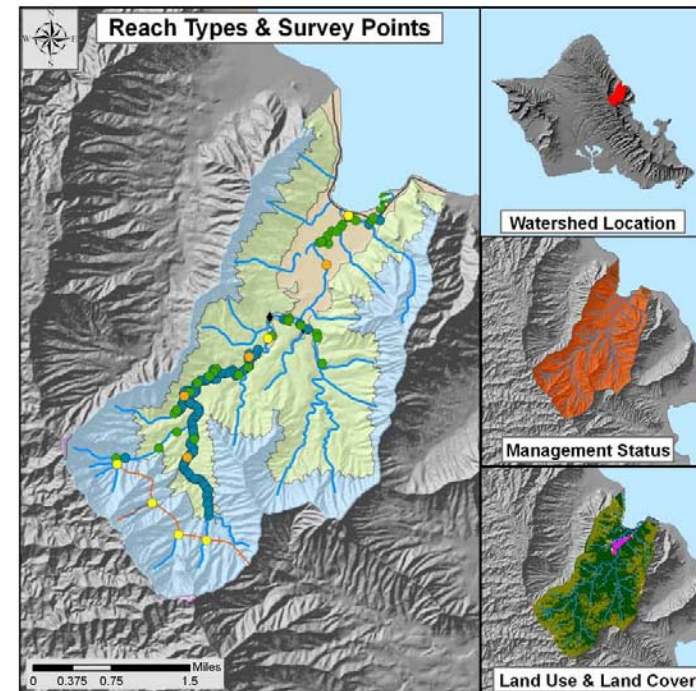 Reach Types & Survey Points
N
W
E
S
Watershed Location
Management Status
Land Use & Land Cover
Miles
0 0.375 0.75 1.5